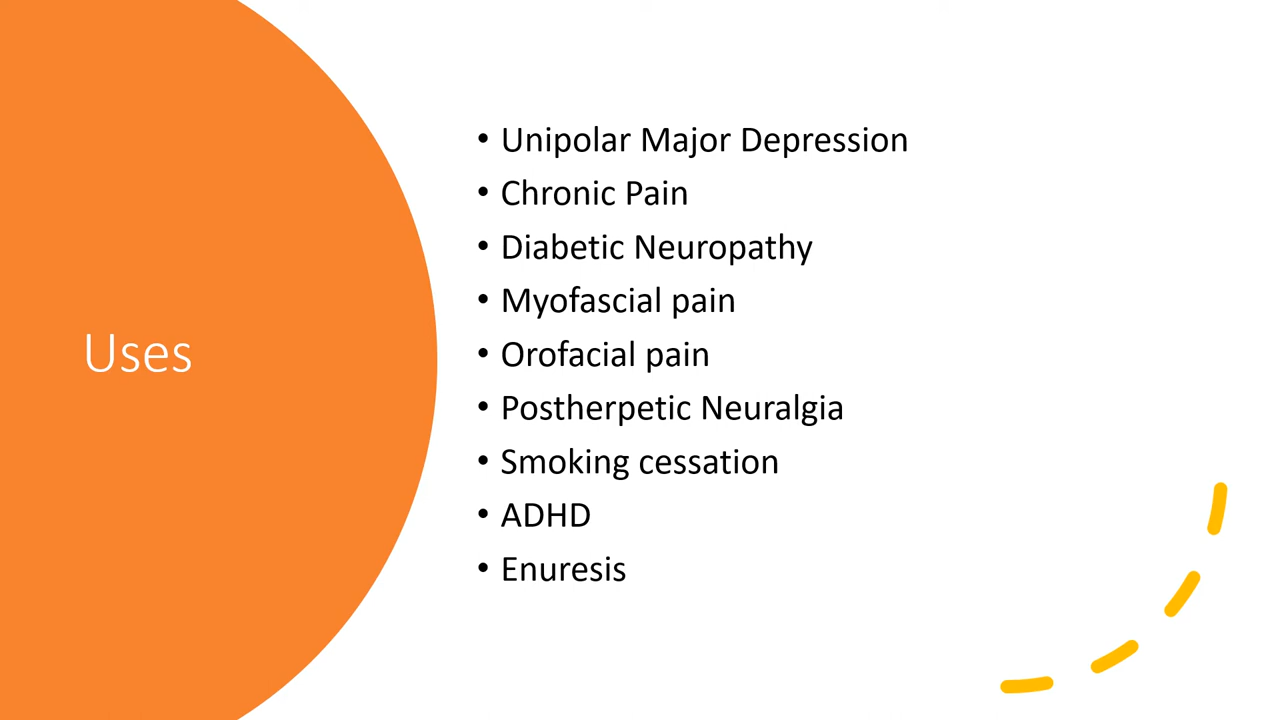 Uses
• Unipolar Major Depression
• Chronic Pain
• Diabetic Neuropathy
• Myofascial pain
• Orofacial pain
• Postherpetic Neuralgia
• Smoking cessation
• ADHD
• Enuresis